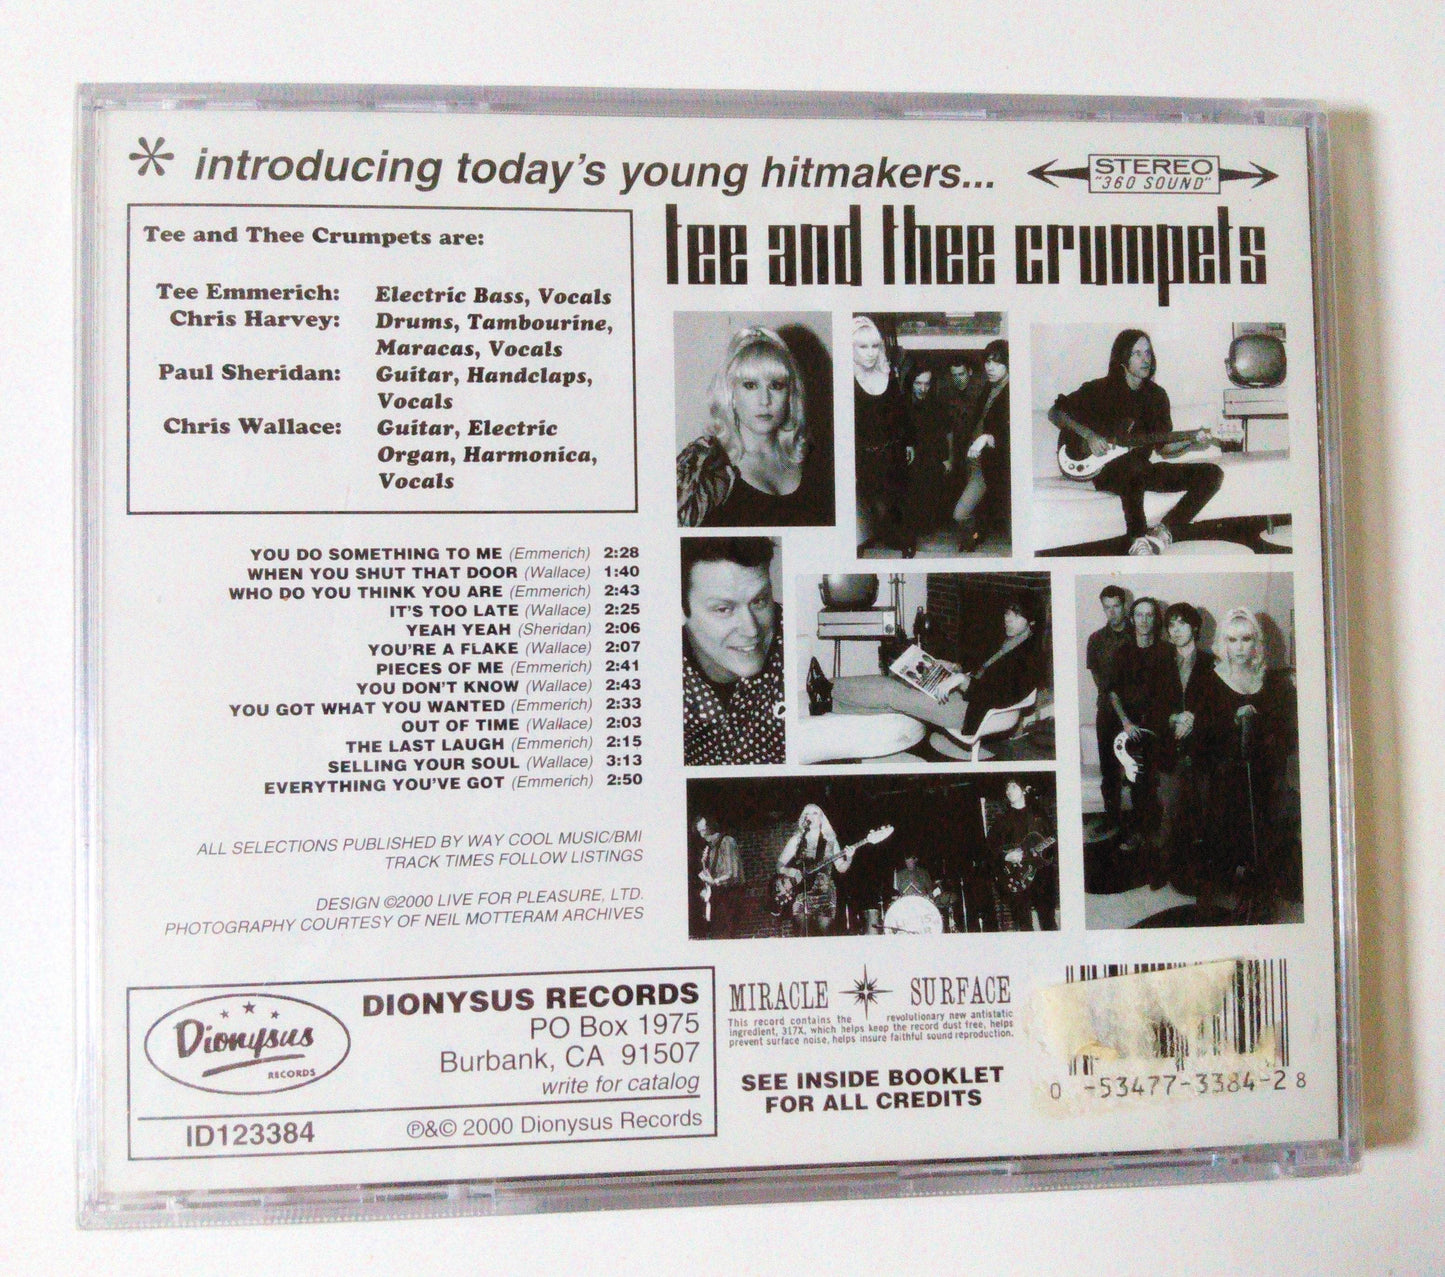 * introducing today's young hitmakers...
STEREO
"360 SOUND"
tee and thee crumpets
Tee and Thee Crumpets are:
Tee Emmerich: Electric Bass, Vocals
Chris Harvey: Drums, Tambourine,
Maracas, Vocals
Paul Sheridan: Guitar, Handclaps,
Vocals
Chris Wallace: Guitar, Electric
Organ, Harmonica,
Vocals
YOU DO SOMETHING TO ME (Emmerich) 2:28
WHEN YOU SHUT THAT DOOR (Wallace) 1:40
WHO DO YOU THINK YOU ARE (Emmerich) 2:43
IT'S TOO LATE (Wallace) 2:25
YEAH YEAH (Sheridan) 2:06
YOU'RE A FLAKE (Wallace) 2:07
PIECES OF ME (Emmerich) 2:41
YOU DON'T KNOW (Wallace) 2:43
YOU GOT WHAT YOU WANTED (Emmerich) 2:33
OUT OF TIME (Wallace) 2:03
THE LAST LAUGH (Emmerich) 2:15
SELLING YOUR SOUL (Wallace) 3:13
EVERYTHING YOU'VE GOT (Emmerich) 2:50
ALL SELECTIONS PUBLISHED BY WAY COOL MUSIC/BMI
TRACK TIMES FOLLOW LISTINGS
DESIGN ©2000 LIVE FOR PLEASURE, LTD.
PHOTOGRAPHY COURTESY OF NEIL MOTTERAM ARCHIVES
Dionysus
RECORDS
DIONYSUS RECORDS
PO Box 1975
Burbank, CA 91507
write for catalog
ID123384
℗&© 2000 Dionysus Records
MIRACLE SURFACE
This record contains the revolutionary new antistatic
ingredient, 317X, which helps keep the record dust free, helps
prevent surface noise, helps insure faithful sound reproduction.
SEE INSIDE BOOKLET
FOR ALL CREDITS
0 -53477-3384-2 8